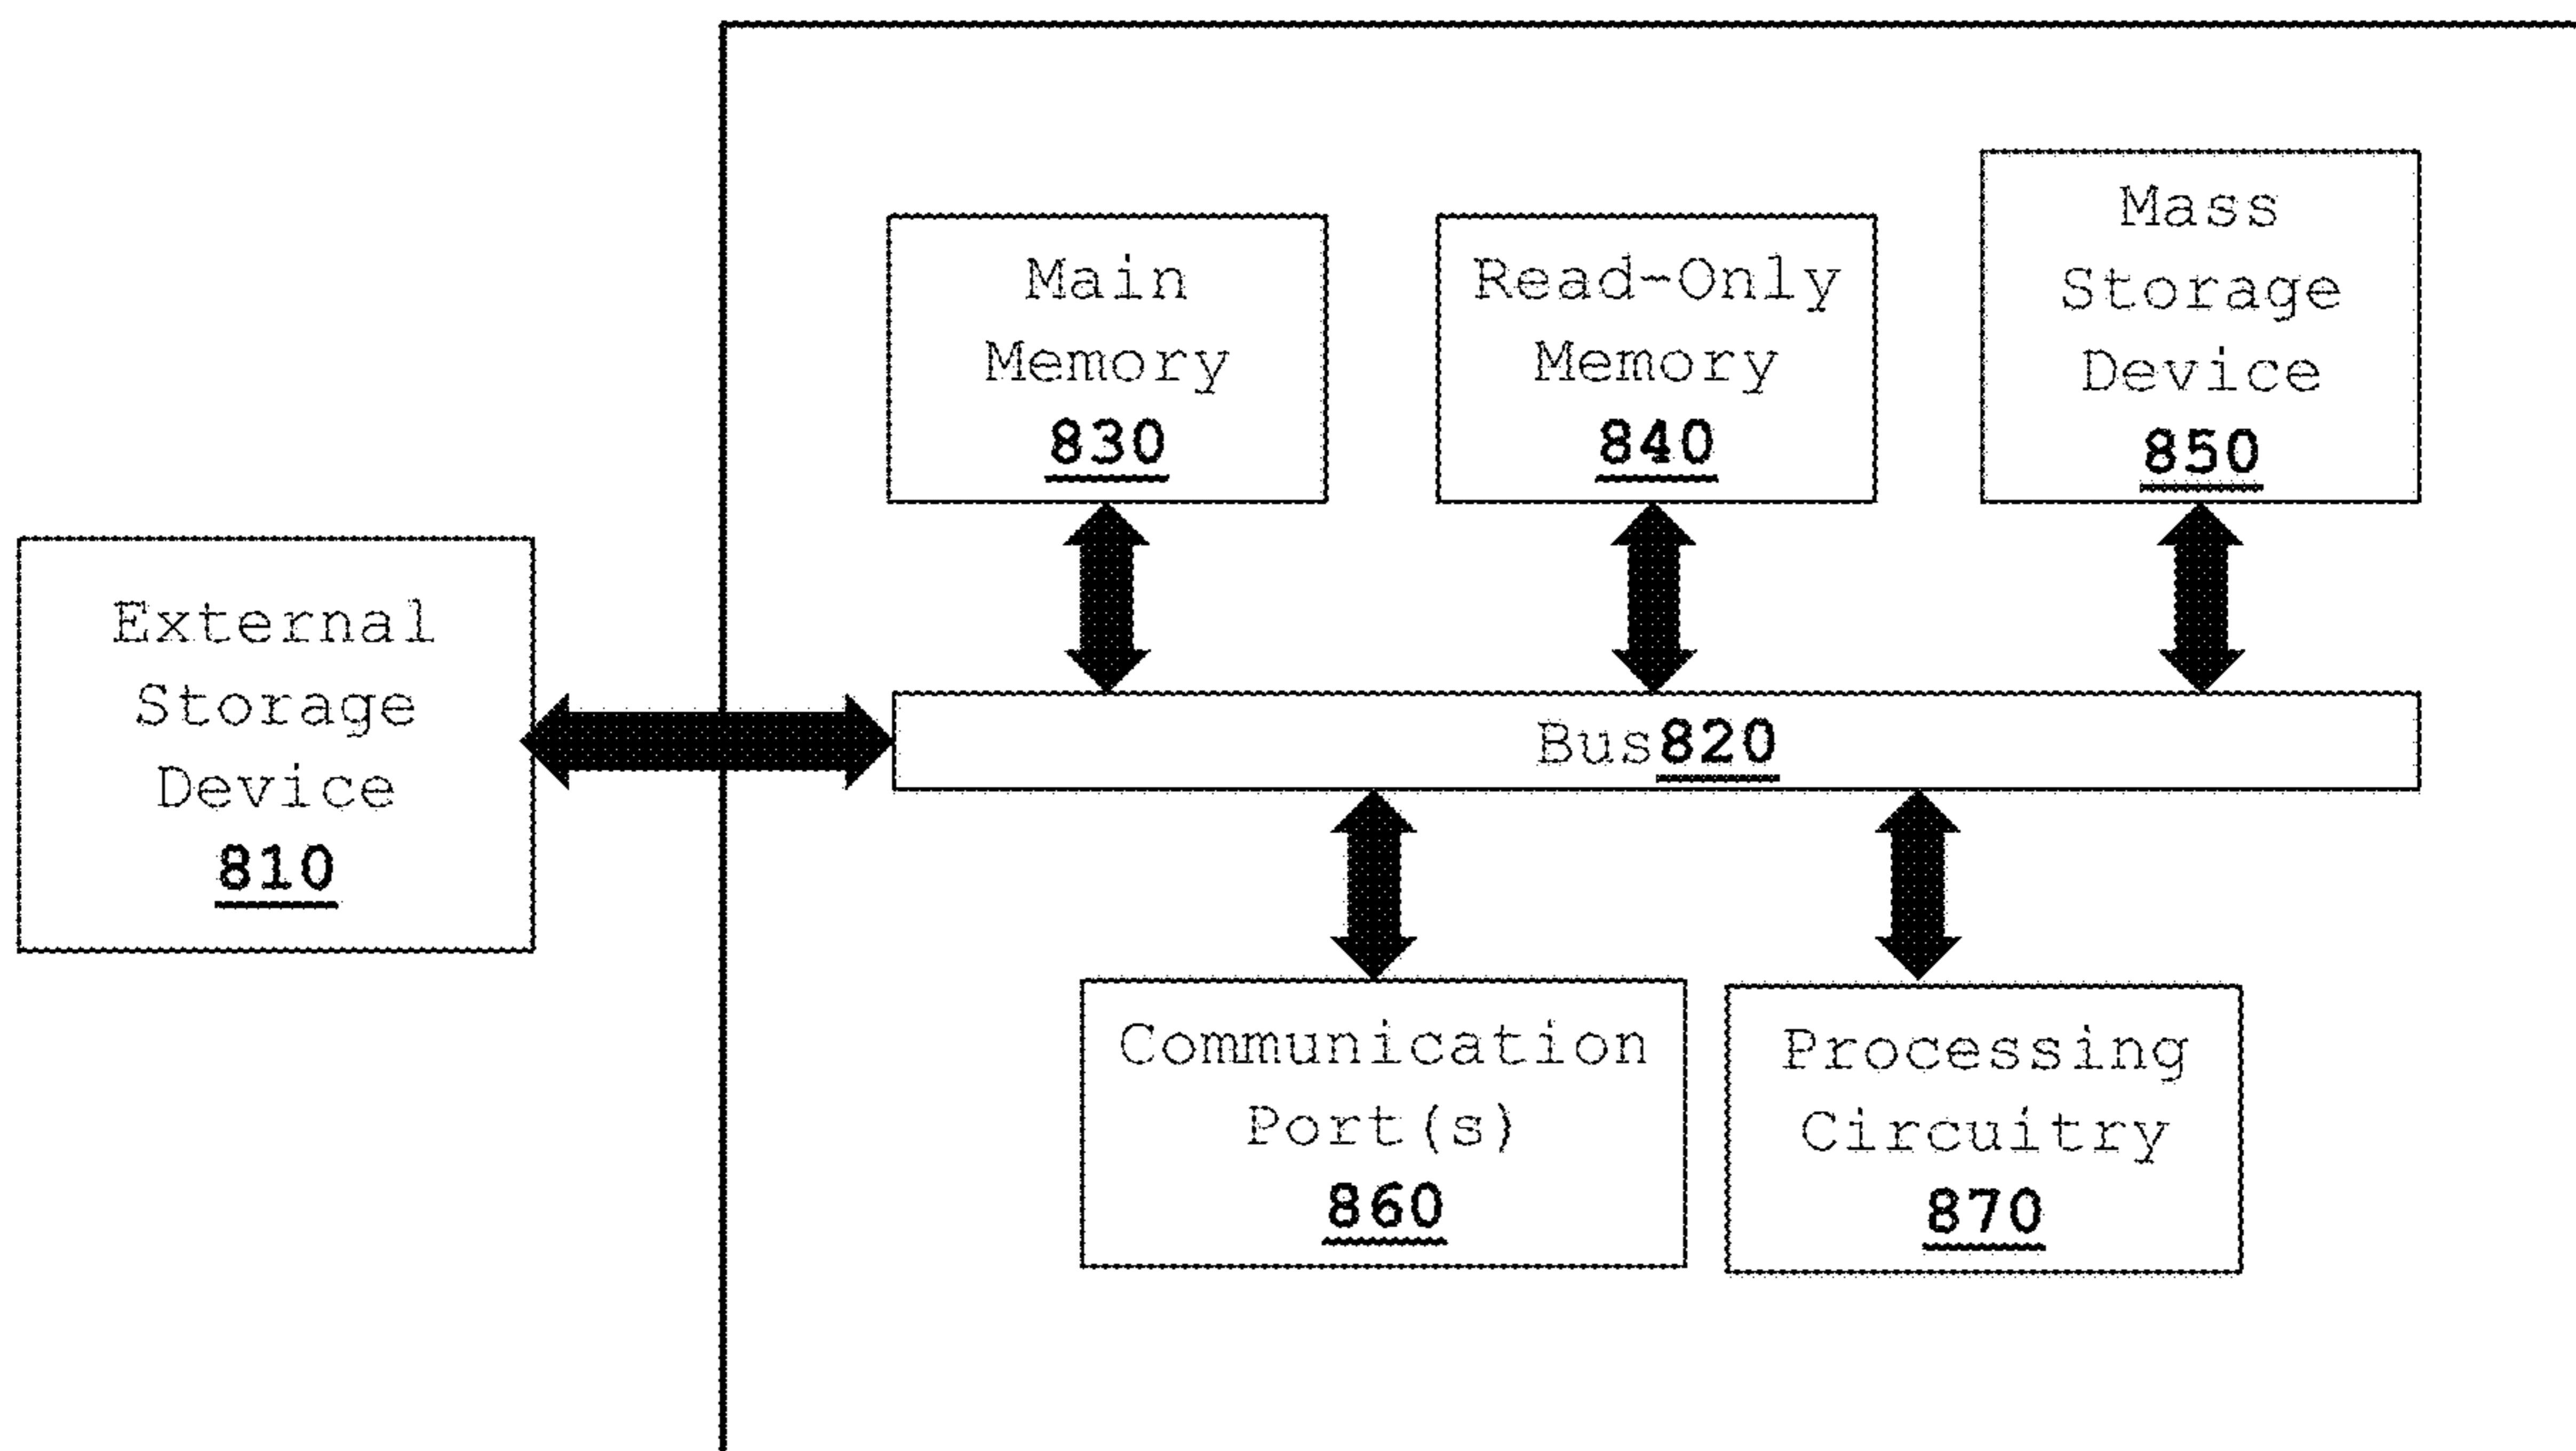 Main
Memory
830
Read-Only
Memory
840
Mass
Storage
Device
850
External
Storage
Device
810
Bus820
Communication
Port(s)
860
Processing
Circuitry
870